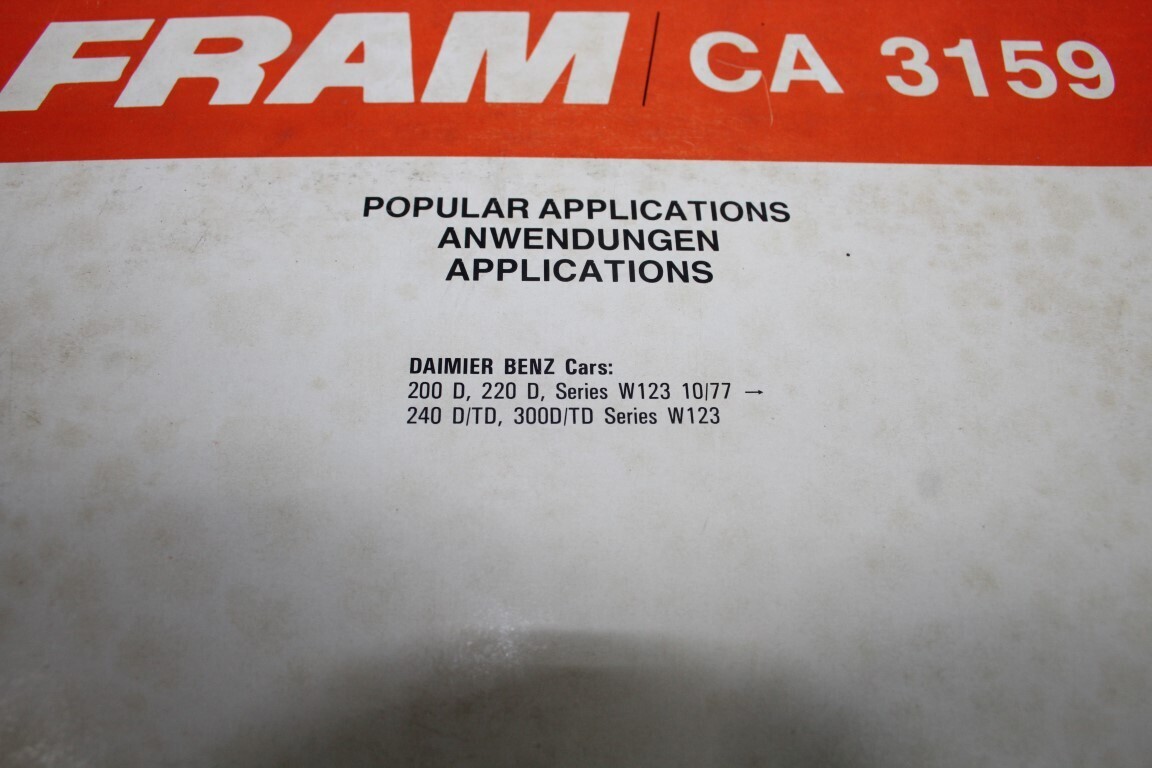 FRAM | CA 3159
POPULAR APPLICATIONS
ANWENDUNGEN
APPLICATIONS
DAIMIER BENZ Cars:
200 D, 220 D, Series W123 10/77 →
240 D/TD, 300D/TD Series W123